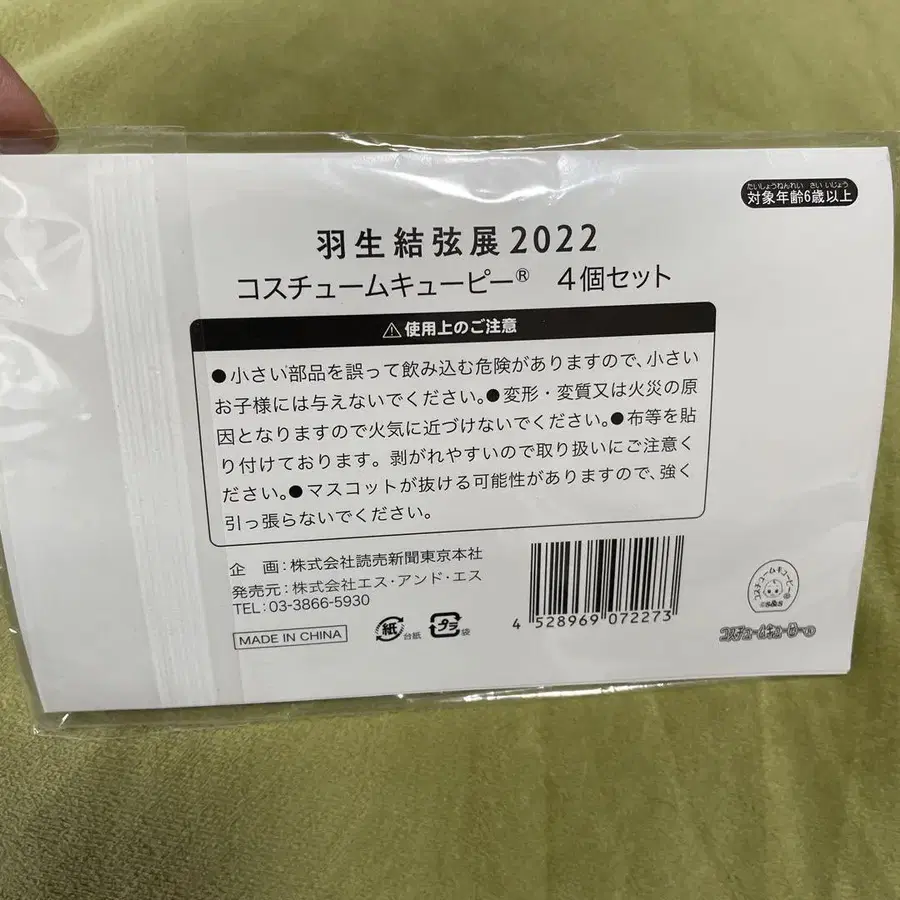 たいしょうねんれい さい いじょう
対象年齢6歳以上
羽生結弦展2022
コスチュームキューピー® 4個セット
⚠使用上のご注意
●小さい部品を誤って飲み込む危険がありますので、小さい
お子様には与えないでください。●変形・変質又は火災の原
因となりますので火気に近づけないでください。●布等を貼
り付けております。剥がれやすいので取り扱いにご注意く
ださい。●マスコットが抜ける可能性がありますので、強く
引っ張らないでください。
企 画:株式会社読売新聞東京本社
発売元:株式会社エス・アンド・エス
TEL:03-3866-5930
MADE IN CHINA
紙 台紙
プラ 袋
4 528969 072273
コスチュームキューピー®
©S&S
コスチュームキューピー®